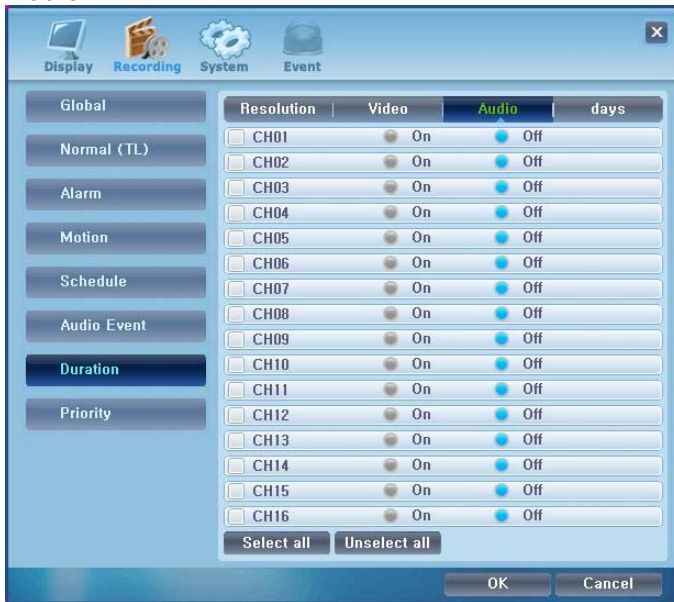 Display Recording System Event
Global
Normal (TL)
Alarm
Motion
Schedule
Audio Event
Duration
Priority
Resolution Video Audio days
CH01 On Off
CH02 On Off
CH03 On Off
CH04 On Off
CH05 On Off
CH06 On Off
CH07 On Off
CH08 On Off
CH09 On Off
CH10 On Off
CH11 On Off
CH12 On Off
CH13 On Off
CH14 On Off
CH15 On Off
CH16 On Off
Select all Unselect all
OK Cancel